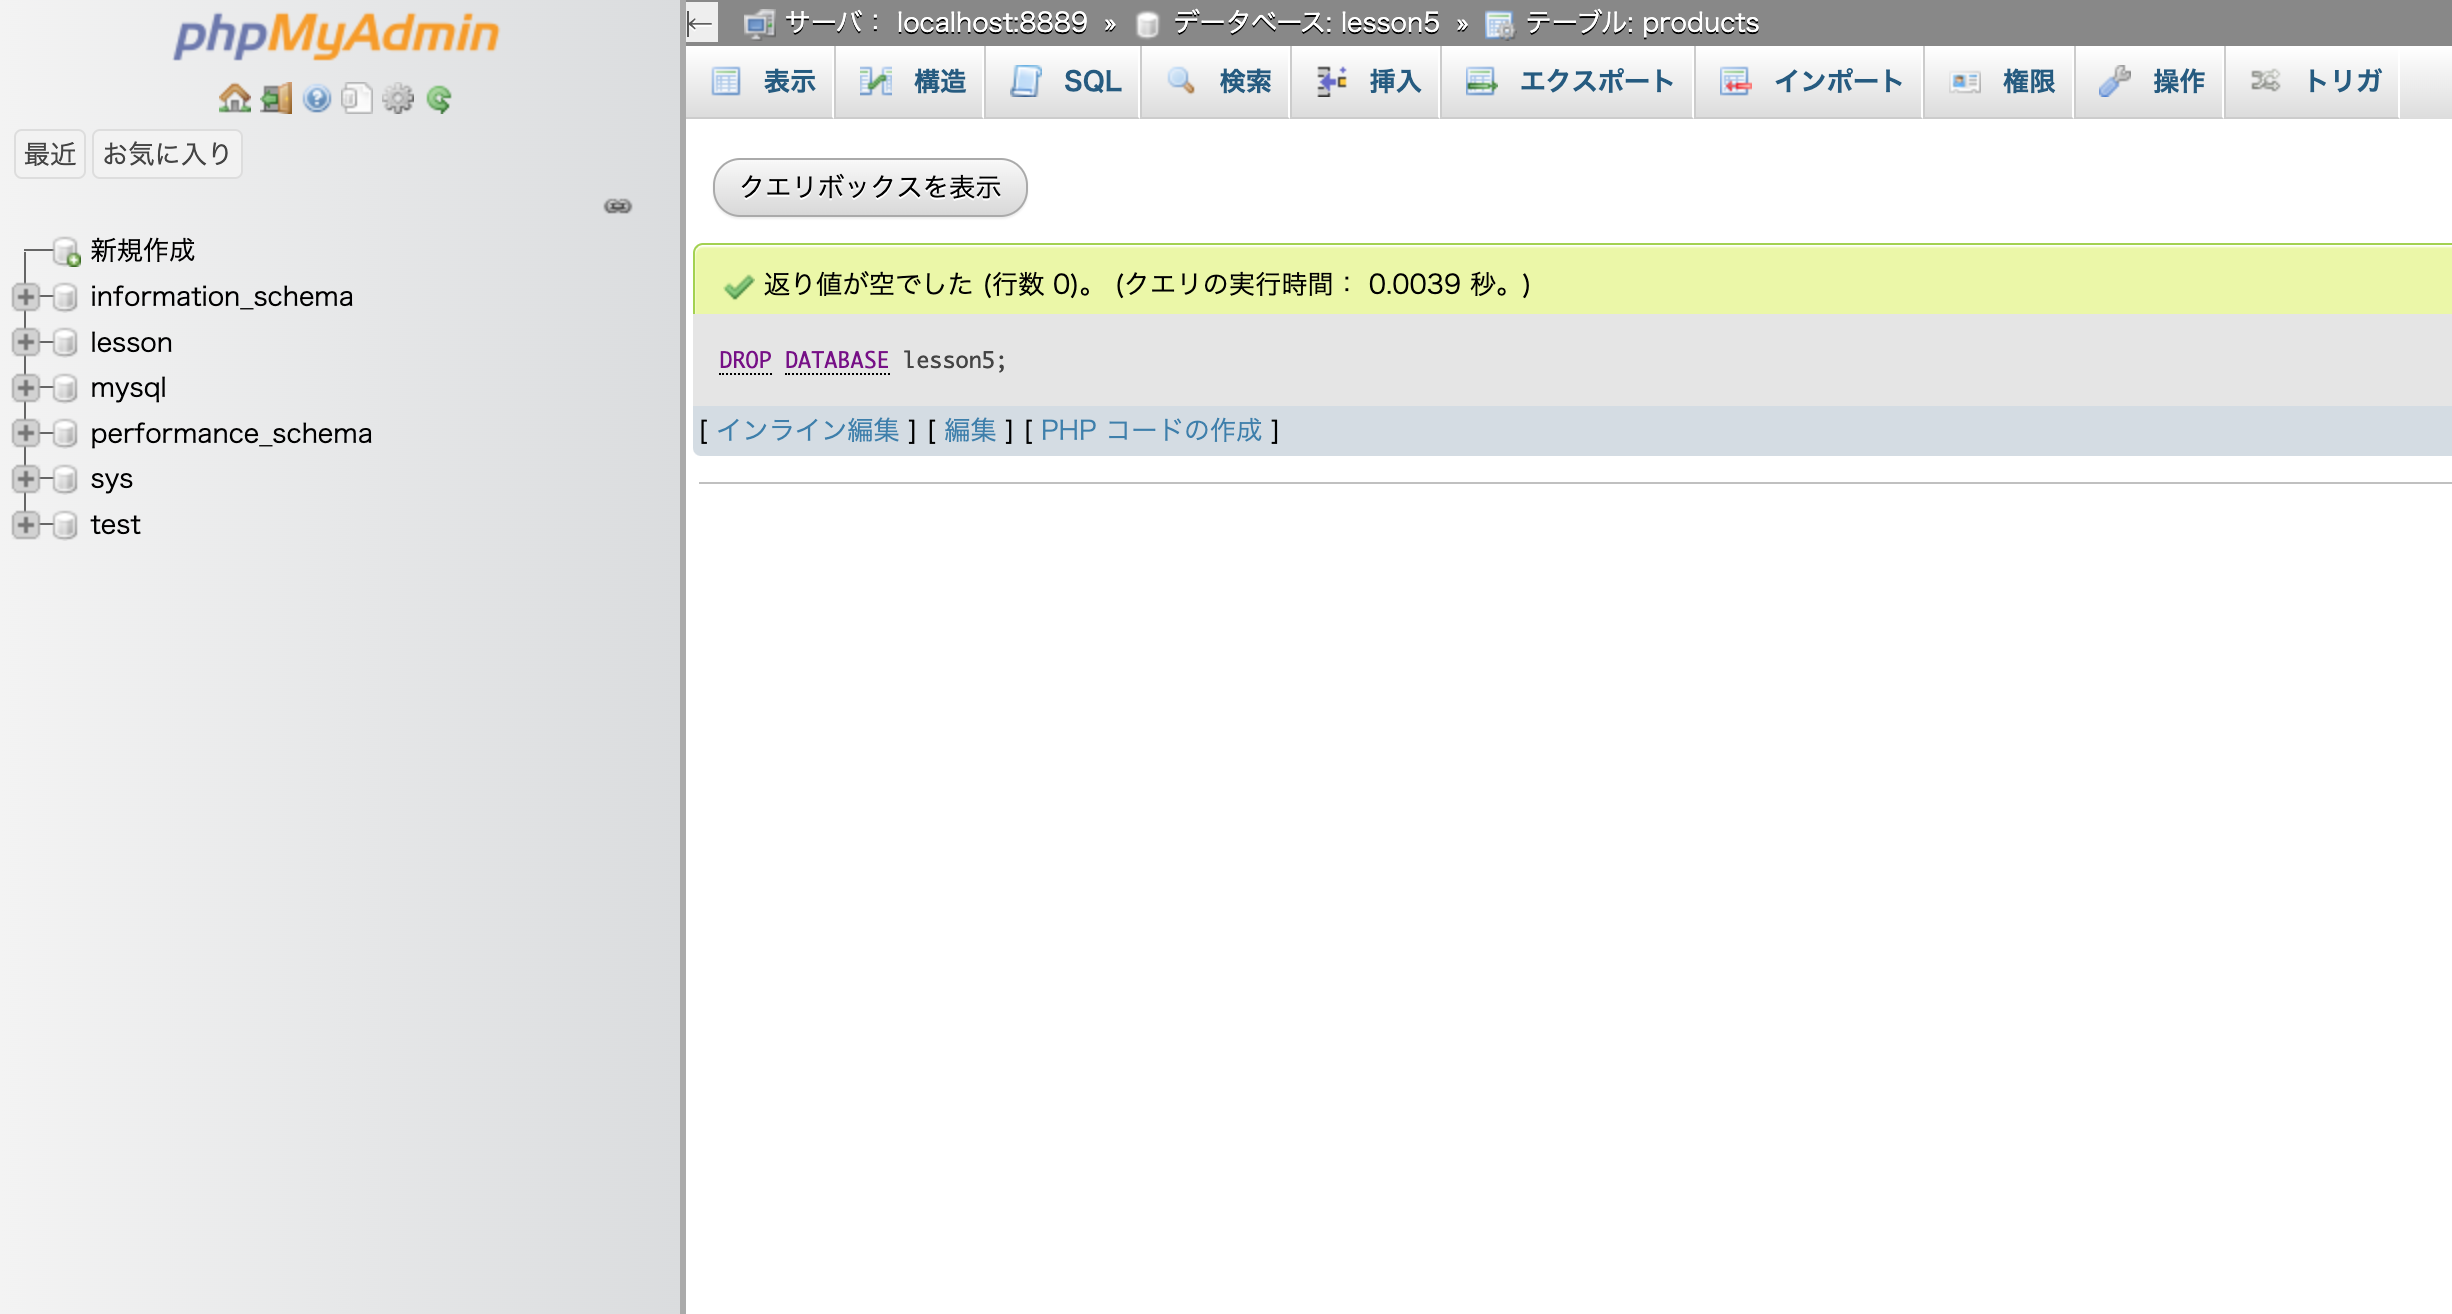 phpMyAdmin
最近 お気に入り
新規作成
information_schema
lesson
mysql
performance_schema
sys
test
サーバ： localhost:8889 » データベース: lesson5 » テーブル: products
表示 構造 SQL 検索 挿入 エクスポート インポート 権限 操作 トリガ
クエリボックスを表示
返り値が空でした (行数 0)。 (クエリの実行時間： 0.0039 秒。)
DROP DATABASE lesson5;
[ インライン編集 ] [ 編集 ] [ PHP コードの作成 ]